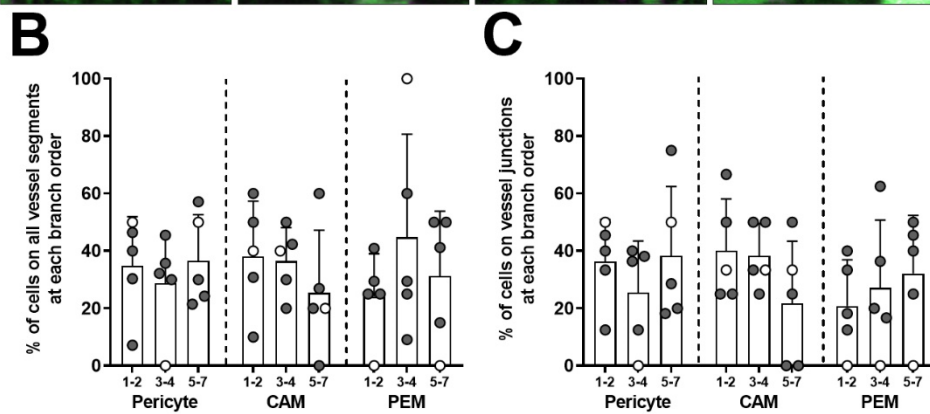 B
% of cells on all vessel segments
at each branch order
100
80
60
40
20
0
1-2 3-4 5-7 1-2 3-4 5-7 1-2 3-4 5-7
Pericyte CAM PEM
C
% of cells on vessel junctions
at each branch order
100
80
60
40
20
0
1-2 3-4 5-7 1-2 3-4 5-7 1-2 3-4 5-7
Pericyte CAM PEM